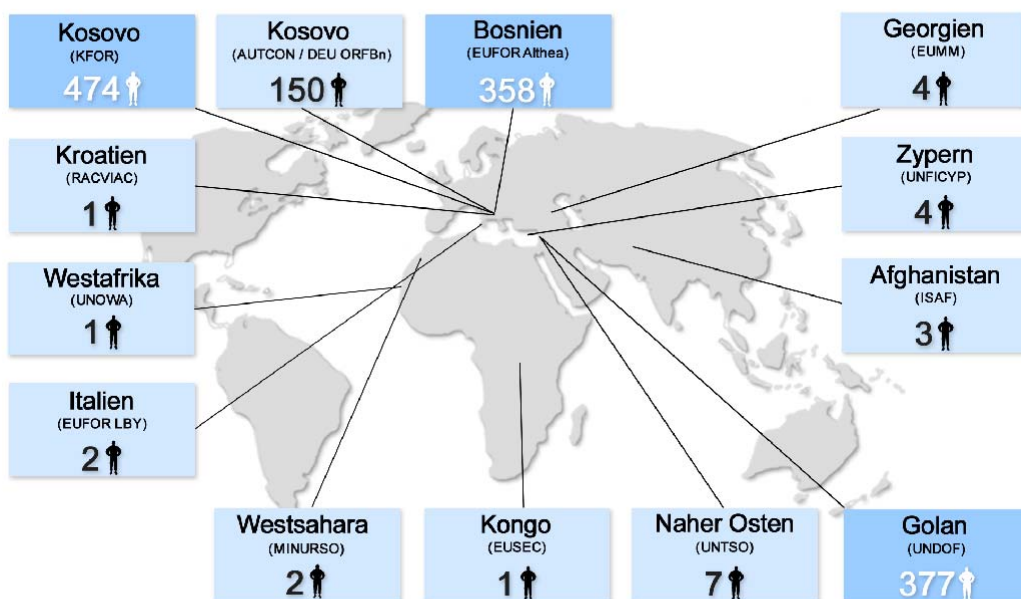 Kosovo
(KFOR)
474
Kosovo
(AUTCON / DEU ORFBn)
150
Bosnien
(EUFOR Althea)
358
Georgien
(EUMM)
4
Kroatien
(RACVIAC)
1
Zypern
(UNFICYP)
4
Westafrika
(UNOWA)
1
Afghanistan
(ISAF)
3
Italien
(EUFOR LBY)
2
Westsahara
(MINURSO)
2
Kongo
(EUSEC)
1
Naher Osten
(UNTSO)
7
Golan
(UNDOF)
377